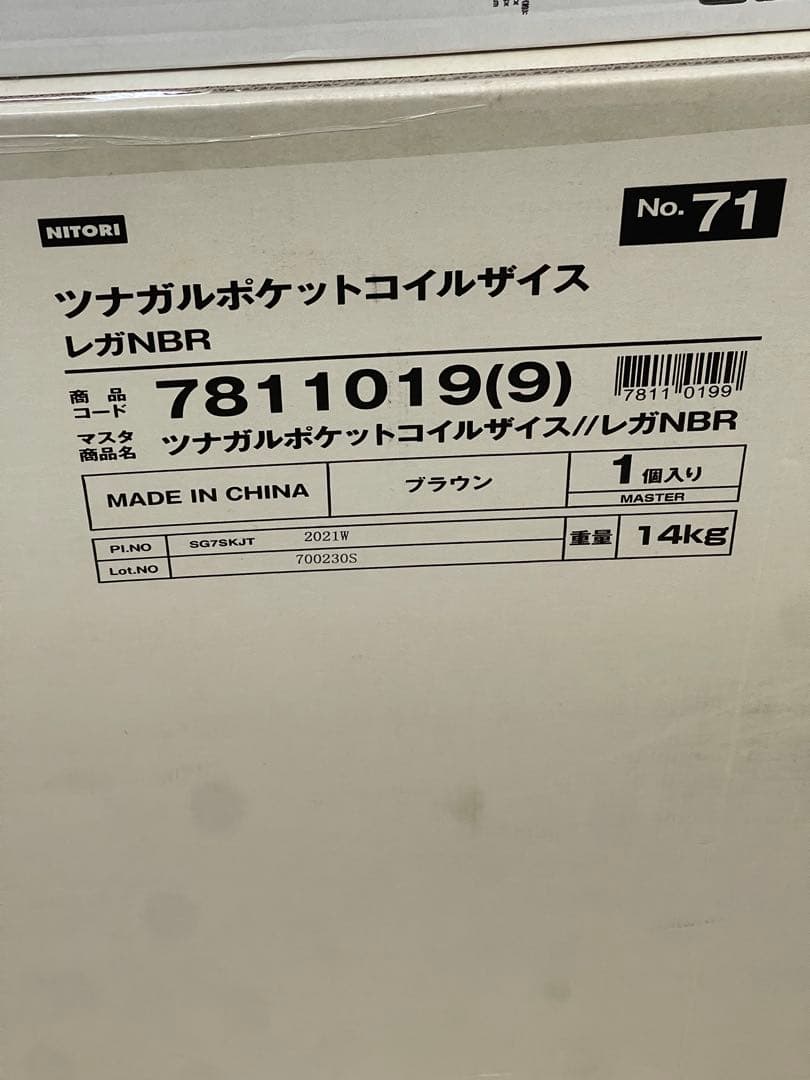 NITORI
No.71
ツナガルポケットコイルザイス
レガNBR
商品コード 7811019(9)
7811 0199
マスタ商品名 ツナガルポケットコイルザイス//レガNBR
MADE IN CHINA ブラウン 1個入り
MASTER
PI.NO SG7SKJT 2021W 重量 14kg
Lot.NO 700230S